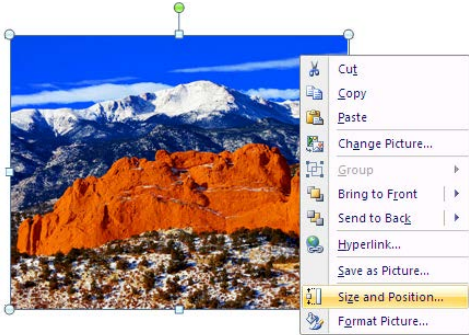 Cut
Copy
Paste
Change Picture...
Group
Bring to Front
Send to Back
Hyperlink...
Save as Picture...
Size and Position...
Format Picture...